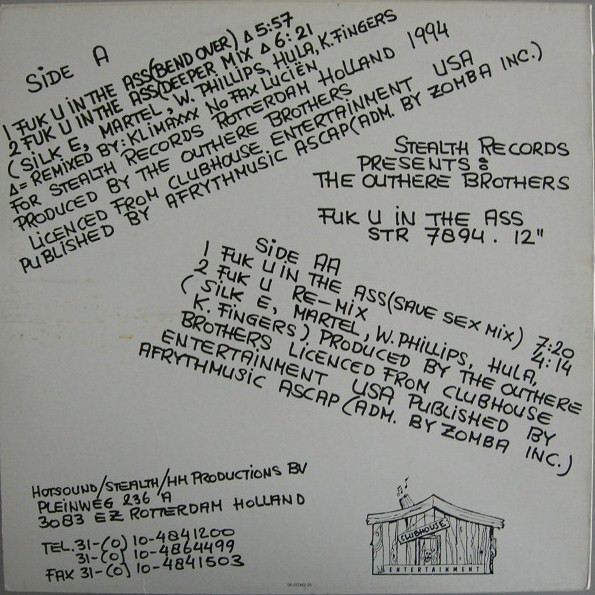 SIDE A
1 FUK U IN THE ASS(BEND OVER) Δ 5:57
2 FUK U IN THE ASS(DEEPER MIX Δ 6:21
(SILK E, MARTEL, W. PHILLIPS, HULA, K.FINGERS
Δ= REMIXED BY: KLIMAXXX NO FAX LUCIËN
FOR STEALTH RECORDS ROTTERDAM HOLLAND 1994
PRODUCED BY THE OUTHERE BROTHERS
LICENCED FROM CLUBHOUSE ENTERTAINMENT USA
PUBLISHED BY AFRYTHMUSIC ASCAP(ADM. BY ZOMBA INC.)
STEALTH RECORDS
PRESENTS:
THE OUTHERE BROTHERS
FUK U IN THE ASS
STR 7894. 12"
SIDE AA
1 FUK U IN THE ASS(SAVE SEX MIX) 7:20
2 FUK U RE-MIX 4:14
(SILK E, MARTEL, W. PHILLIPS, HULA,
K. FINGERS) PRODUCED BY THE OUTHERE
BROTHERS LICENCED FROM CLUBHOUSE
ENTERTAINMENT USA PUBLISHED BY
AFRYTHMUSIC ASCAP (ADM. BY ZOMBA INC.)
HOTSOUND/STEALTH/HM PRODUCTIONS BV
PLEINWEG 236 A
3083 EZ ROTTERDAM HOLLAND
TEL. 31-(0) 10-4841200
31-(0) 10-4864499
FAX 31-(0) 10-4841503
CLUBHOUSE
ENTERTAINMENT